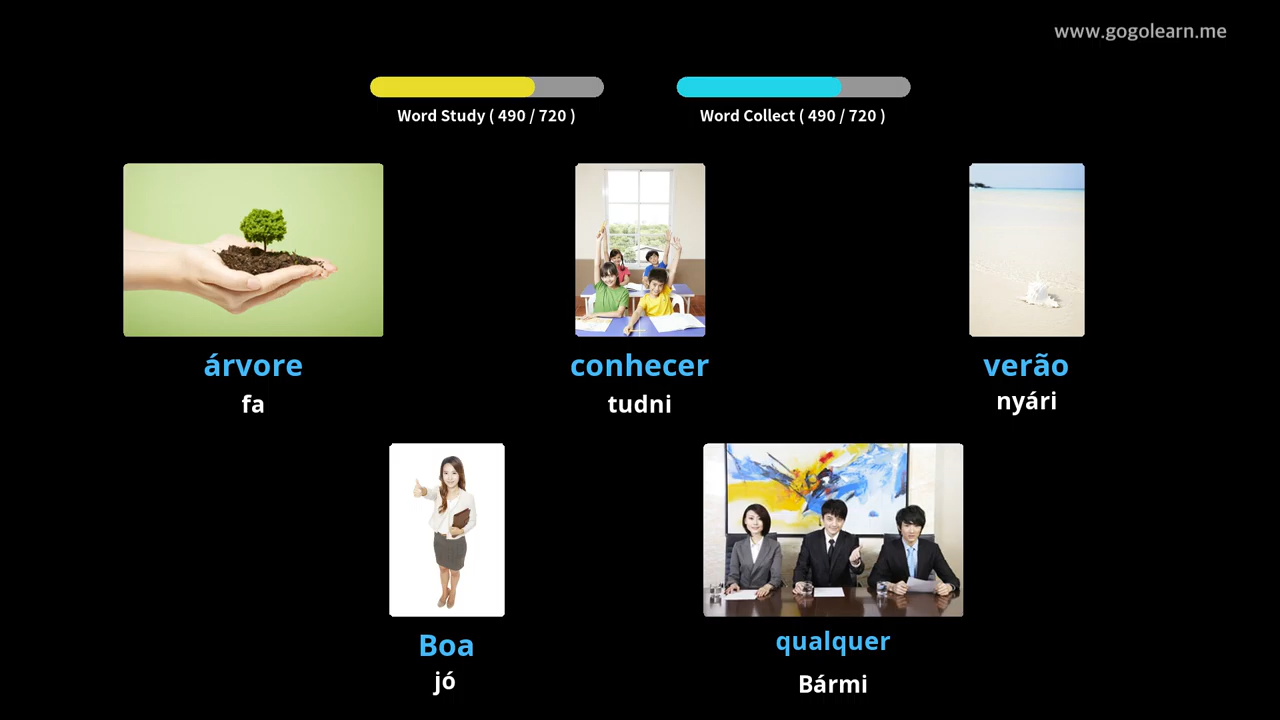 www.gogolearn.me
Word Study ( 490 / 720 )
Word Collect ( 490 / 720 )
árvore
fa
conhecer
tudni
verão
nyári
Boa
jó
qualquer
Bármi